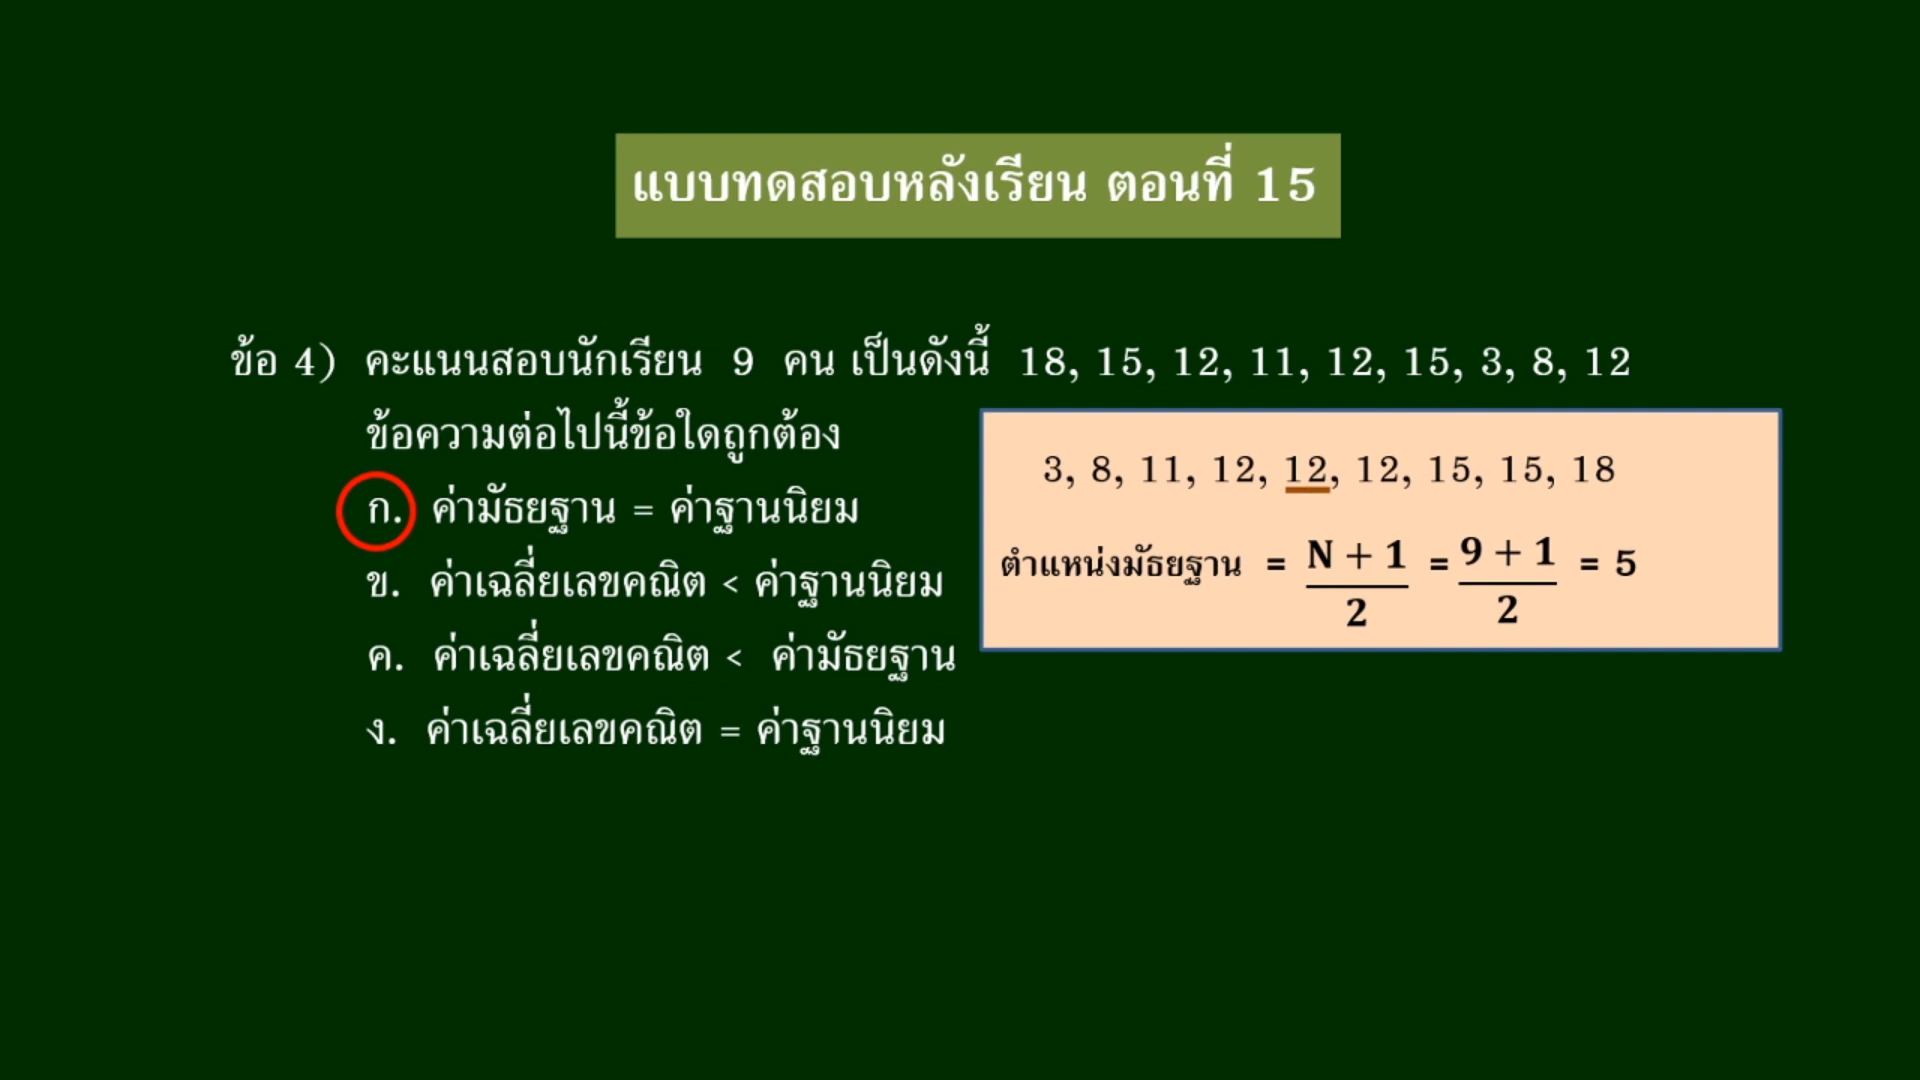 แบบทดสอบหลังเรียน ตอนที่ 15
ข้อ 4) คะแนนสอบนักเรียน 9 คน เป็นดังนี้ 18, 15, 12, 11, 12, 15, 3, 8, 12
ข้อความต่อไปนี้ข้อใดถูกต้อง
ก. ค่ามัธยฐาน = ค่าฐานนิยม
ข. ค่าเฉลี่ยเลขคณิต < ค่าฐานนิยม
ค. ค่าเฉลี่ยเลขคณิต < ค่ามัธยฐาน
ง. ค่าเฉลี่ยเลขคณิต = ค่าฐานนิยม
3, 8, 11, 12, 12, 12, 15, 15, 18
ตำแหน่งมัธยฐาน = N + 1 / 2 = 9 + 1 / 2 = 5